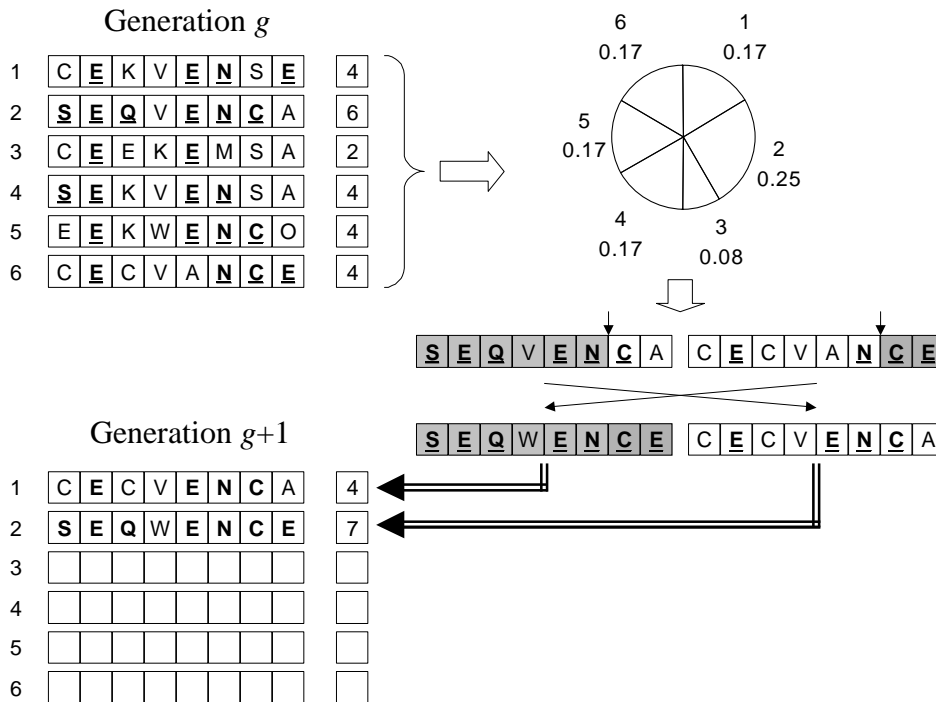 Generation g
1 C E K V E N S E 4
2 S E Q V E N C A 6
3 C E E K E M S A 2
4 S E K V E N S A 4
5 E E K W E N C O 4
6 C E C V A N C E 4
6 1
0.17 0.17
5
0.17
2
0.25
4 3
0.17 0.08
S E Q V E N C A C E C V A N C E
S E Q W E N C E C E C V E N C A
Generation g+1
1 C E C V E N C A 4
2 S E Q W E N C E 7
3
4
5
6